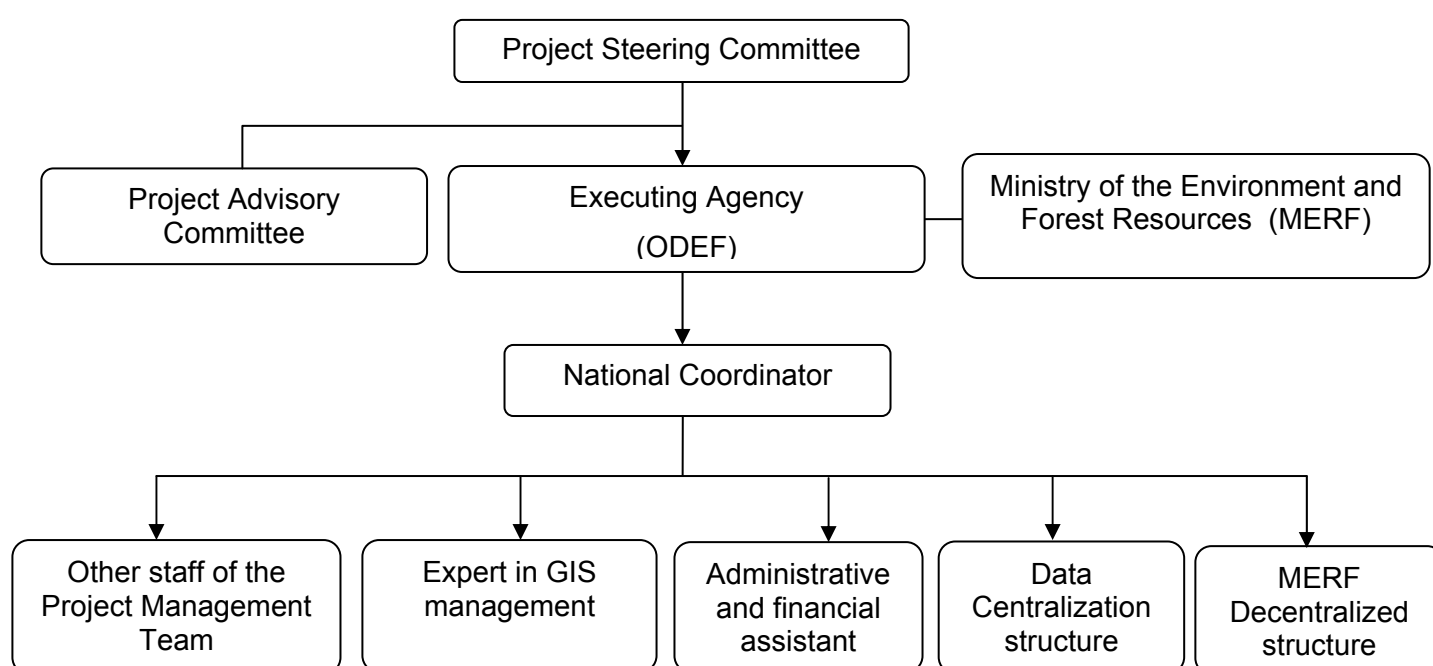 Project Steering Committee
Project Advisory
Committee
Executing Agency
(ODEF)
Ministry of the Environment and
Forest Resources (MERF)
National Coordinator
Other staff of the
Project Management
Team
Expert in GIS
management
Administrative
and financial
assistant
Data
Centralization
structure
MERF
Decentralized
structure